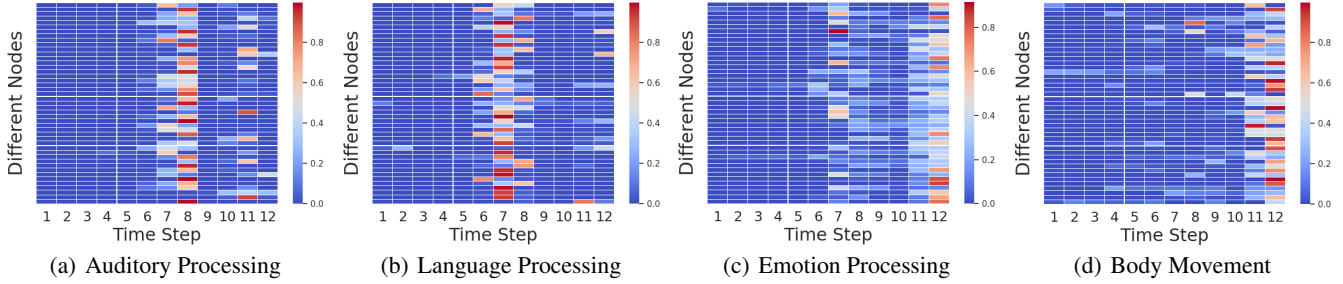 Different Nodes
0.8
0.6
0.4
0.2
0.0
1 2 3 4 5 6 7 8 9 10 11 12
Time Step
(a) Auditory Processing
Different Nodes
0.8
0.6
0.4
0.2
0.0
1 2 3 4 5 6 7 8 9 10 11 12
Time Step
(b) Language Processing
Different Nodes
0.8
0.6
0.4
0.2
0.0
1 2 3 4 5 6 7 8 9 10 11 12
Time Step
(c) Emotion Processing
Different Nodes
0.8
0.6
0.4
0.2
0.0
1 2 3 4 5 6 7 8 9 10 11 12
Time Step
(d) Body Movement